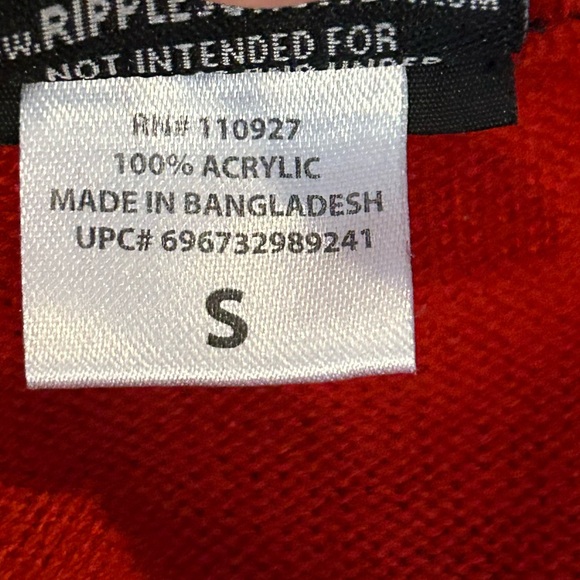 NOT INTENDED FOR
RN# 110927
100% ACRYLIC
MADE IN BANGLADESH
UPC# 696732989241
S